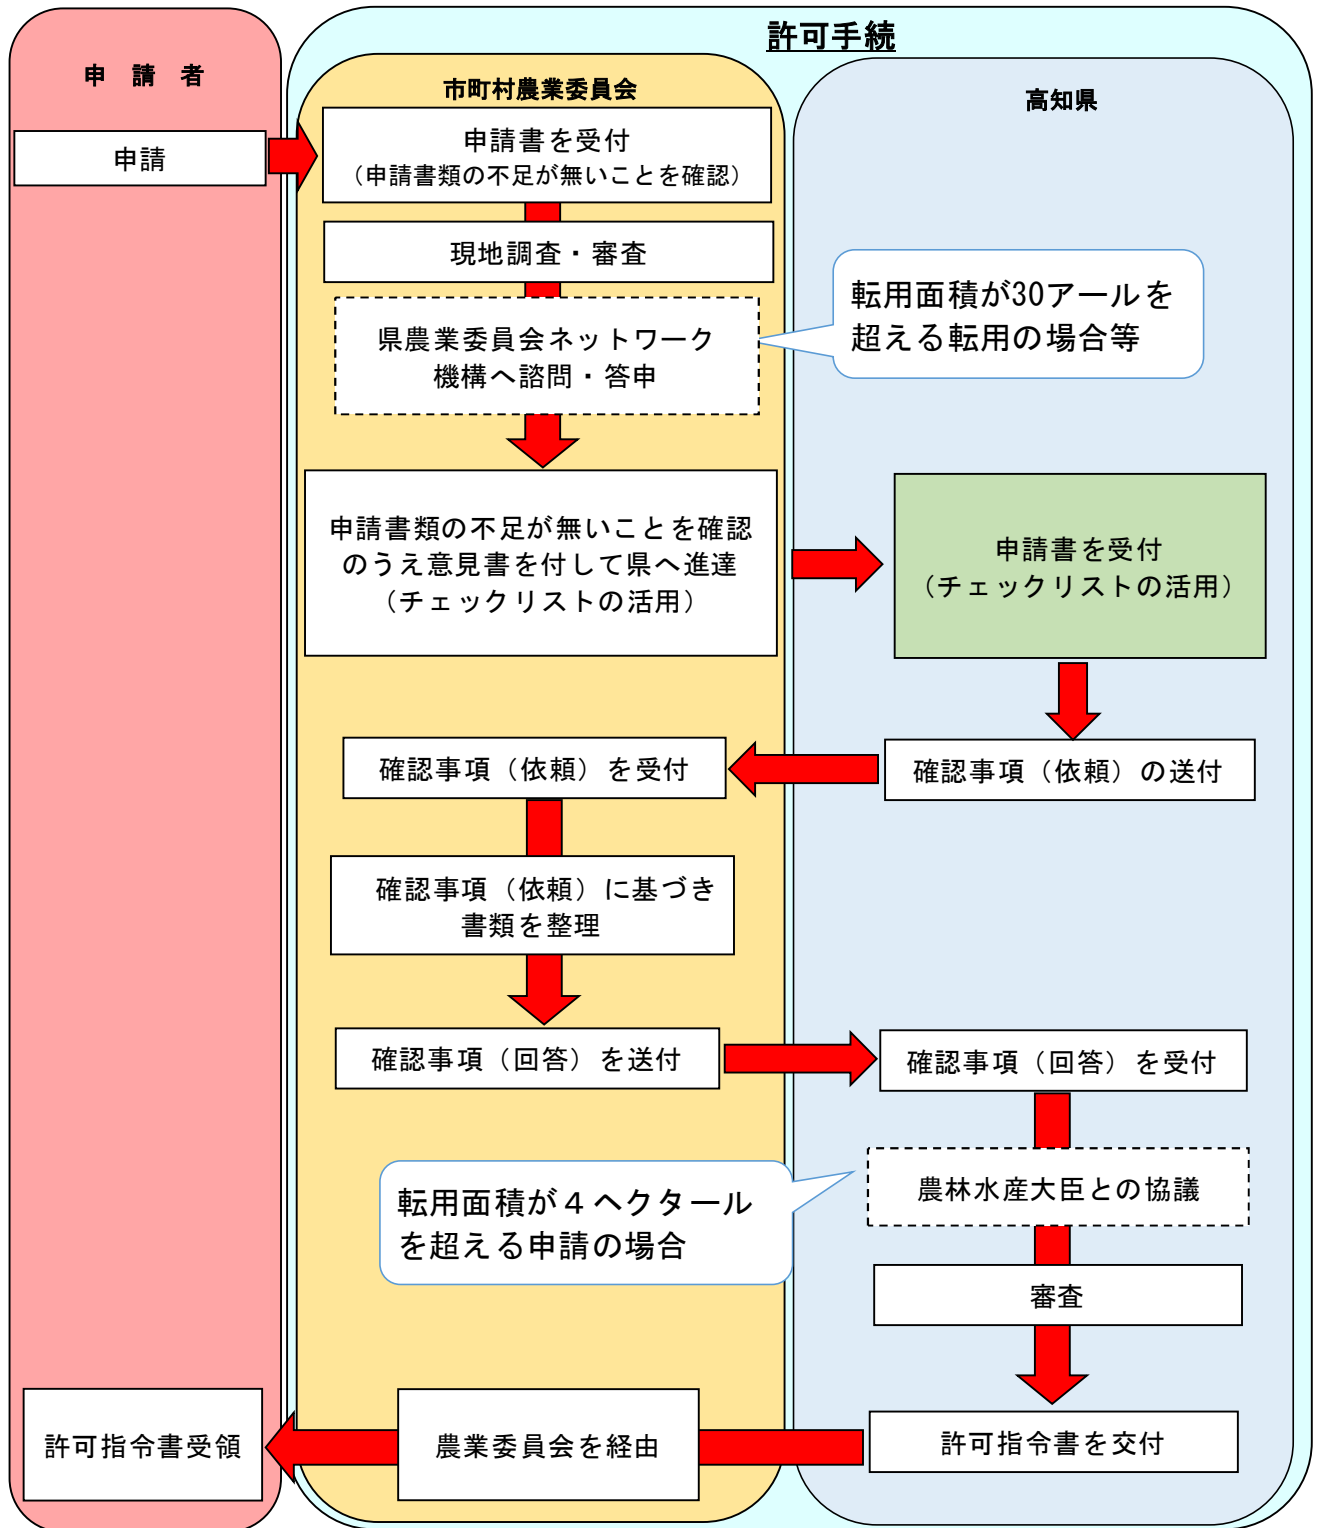 許可手続
申 請 者
市町村農業委員会
高知県
申請
申請書を受付
（申請書類の不足が無いことを確認）
現地調査・審査
県農業委員会ネットワーク
機構へ諮問・答申
転用面積が30アールを
超える転用の場合等
申請書類の不足が無いことを確認
のうえ意見書を付して県へ進達
（チェックリストの活用）
申請書を受付
（チェックリストの活用）
確認事項（依頼）の送付
確認事項（依頼）を受付
確認事項（依頼）に基づき
書類を整理
確認事項（回答）を送付
確認事項（回答）を受付
転用面積が４ヘクタール
を超える申請の場合
農林水産大臣との協議
審査
許可指令書を交付
農業委員会を経由
許可指令書受領